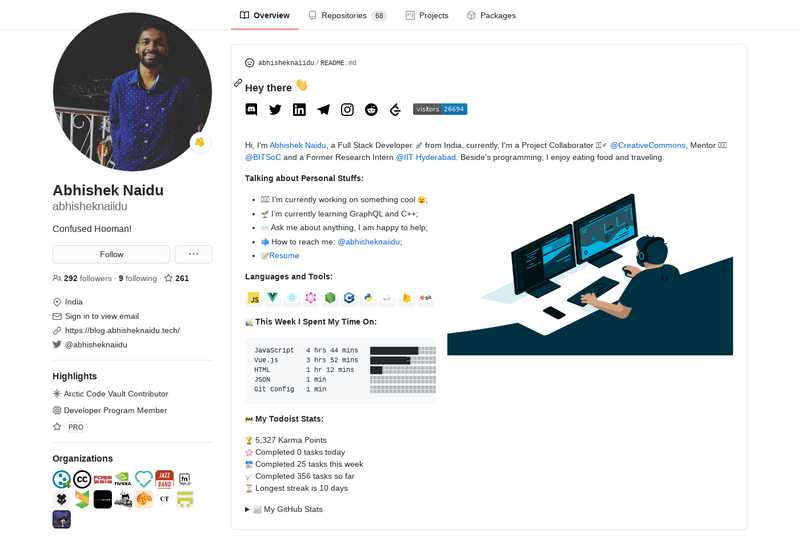 Overview
Repositories 68
Projects
Packages
Abhishek Naidu
abhisheknaiidu
Confused Hooman!
Follow
292 followers · 9 following · 261
India
Sign in to view email
https://blog.abhisheknaidu.tech/
@abhisheknaiidu
Highlights
Arctic Code Vault Contributor
Developer Program Member
PRO
Organizations
abhisheknaiidu/README.md
Hey there 👋
visitors 26694
Hi, I'm Abhishek Naidu, a Full Stack Developer 🚀 from India, currently, I'm a Project Collaborator @CreativeCommons, Mentor
@BITSoC and a Former Research Intern @IIT Hyderabad. Beside's programming, I enjoy eating food and traveling.
Talking about Personal Stuffs:
I'm currently working on something cool 😉;
🌱 I'm currently learning GraphQL and C++;
Ask me about anything, I am happy to help;
📫 How to reach me: @abhisheknaiidu;
📝Resume
Languages and Tools:
JS
git
📊 This Week I Spent My Time On:
JavaScript 4 hrs 44 mins
Vue.js 3 hrs 52 mins
HTML 1 hr 12 mins
JSON 1 min
Git Config 1 min
🚧 My Todoist Stats:
🏆 5,327 Karma Points
🌸 Completed 0 tasks today
Completed 25 tasks this week
Completed 356 tasks so far
⏳ Longest streak is 10 days
My GitHub Stats